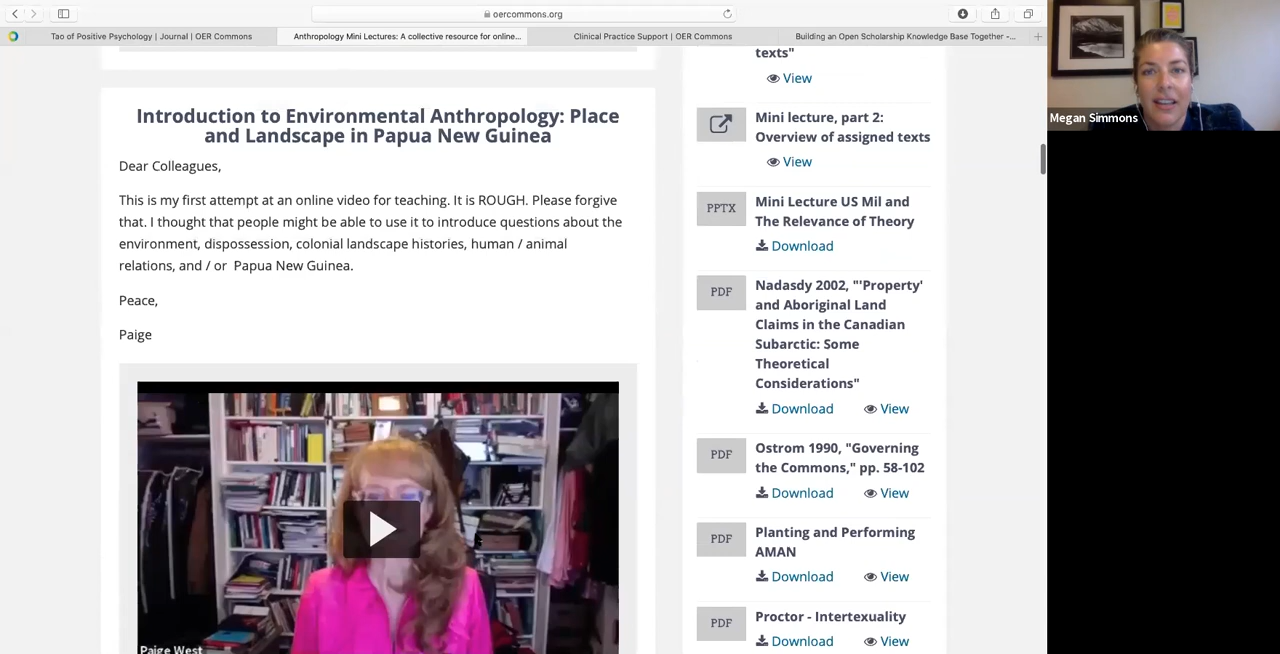 oercommons.org
Tao of Positive Psychology | Journal | OER Commons
Anthropology Mini Lectures: A collective resource for online...
Clinical Practice Support | OER Commons
Building an Open Scholarship Knowledge Base Together -...
Introduction to Environmental Anthropology: Place
and Landscape in Papua New Guinea
Dear Colleagues,
This is my first attempt at an online video for teaching. It is ROUGH. Please forgive
that. I thought that people might be able to use it to introduce questions about the
environment, dispossession, colonial landscape histories, human / animal
relations, and / or Papua New Guinea.
Peace,
Paige
Paige West
texts"
View
Mini lecture, part 2:
Overview of assigned texts
View
PPTX
Mini Lecture US Mil and
The Relevance of Theory
Download
PDF
Nadasdy 2002, "'Property'
and Aboriginal Land
Claims in the Canadian
Subarctic: Some
Theoretical
Considerations"
Download View
PDF
Ostrom 1990, "Governing
the Commons," pp. 58-102
Download View
PDF
Planting and Performing
AMAN
Download View
PDF
Proctor - Intertexuality
Download View
Megan Simmons